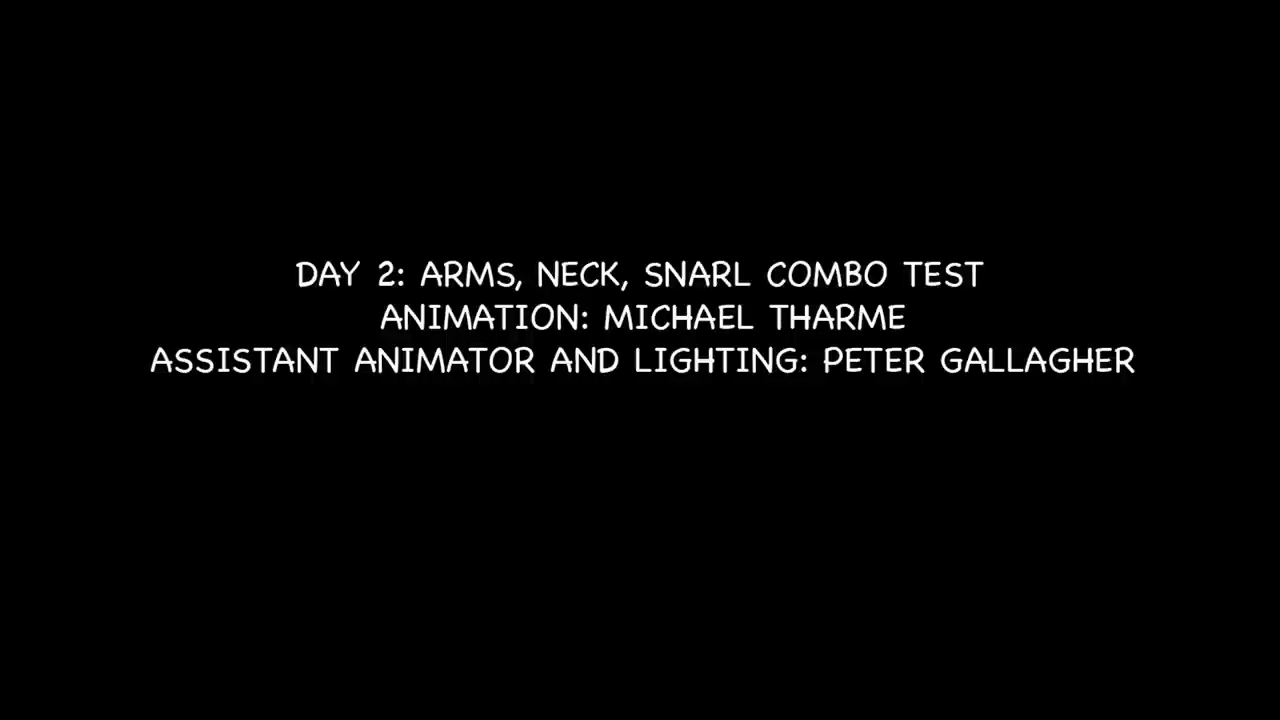 DAY 2: ARMS, NECK, SNARL COMBO TEST
ANIMATION: MICHAEL THARME
ASSISTANT ANIMATOR AND LIGHTING: PETER GALLAGHER